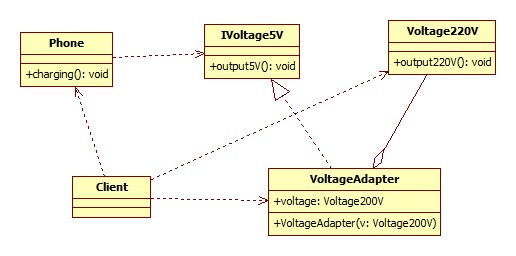 Phone
+charging(): void
IVoltage5V
+output5V(): void
Voltage220V
+output220V(): void
Client
VoltageAdapter
+voltage: Voltage200V
+VoltageAdapter(v: Voltage200V)